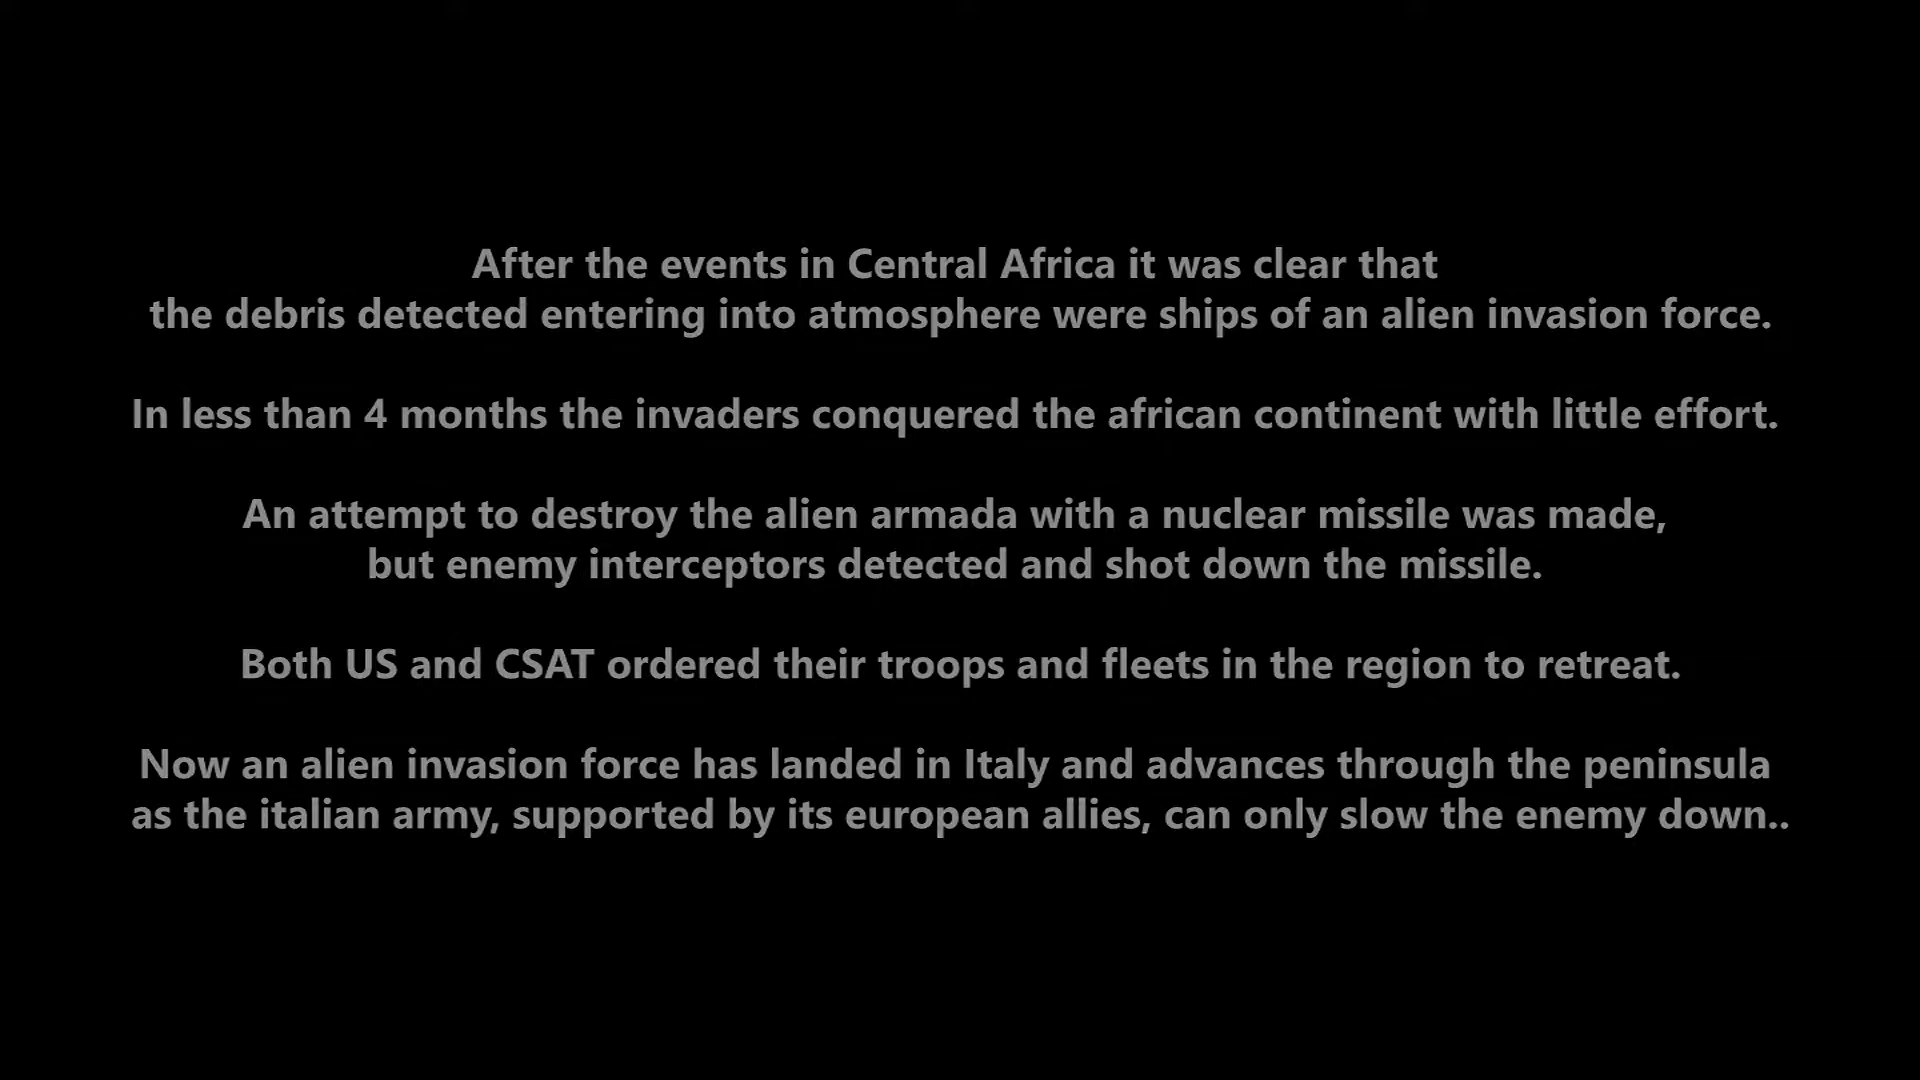 After the events in Central Africa it was clear that
the debris detected entering into atmosphere were ships of an alien invasion force.
In less than 4 months the invaders conquered the african continent with little effort.
An attempt to destroy the alien armada with a nuclear missile was made,
but enemy interceptors detected and shot down the missile.
Both US and CSAT ordered their troops and fleets in the region to retreat.
Now an alien invasion force has landed in Italy and advances through the peninsula
as the italian army, supported by its european allies, can only slow the enemy down..